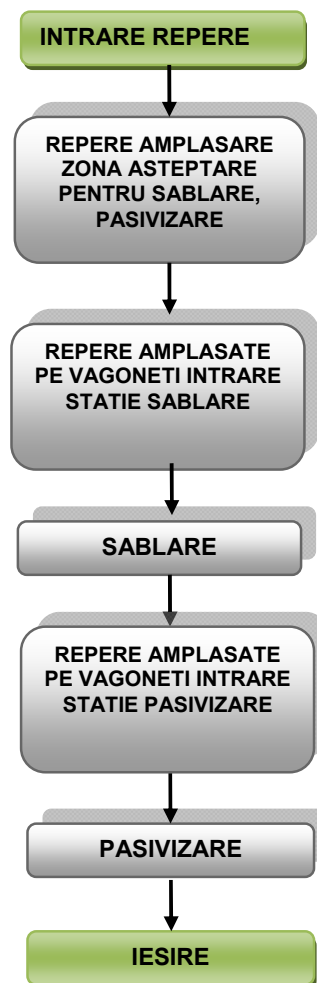 INTRARE REPERE
REPERE AMPLASARE
ZONA ASTEPTARE
PENTRU SABLARE,
PASIVIZARE
REPERE AMPLASATE
PE VAGONETI INTRARE
STATIE SABLARE
SABLARE
REPERE AMPLASATE
PE VAGONETI INTRARE
STATIE PASIVIZARE
PASIVIZARE
IESIRE